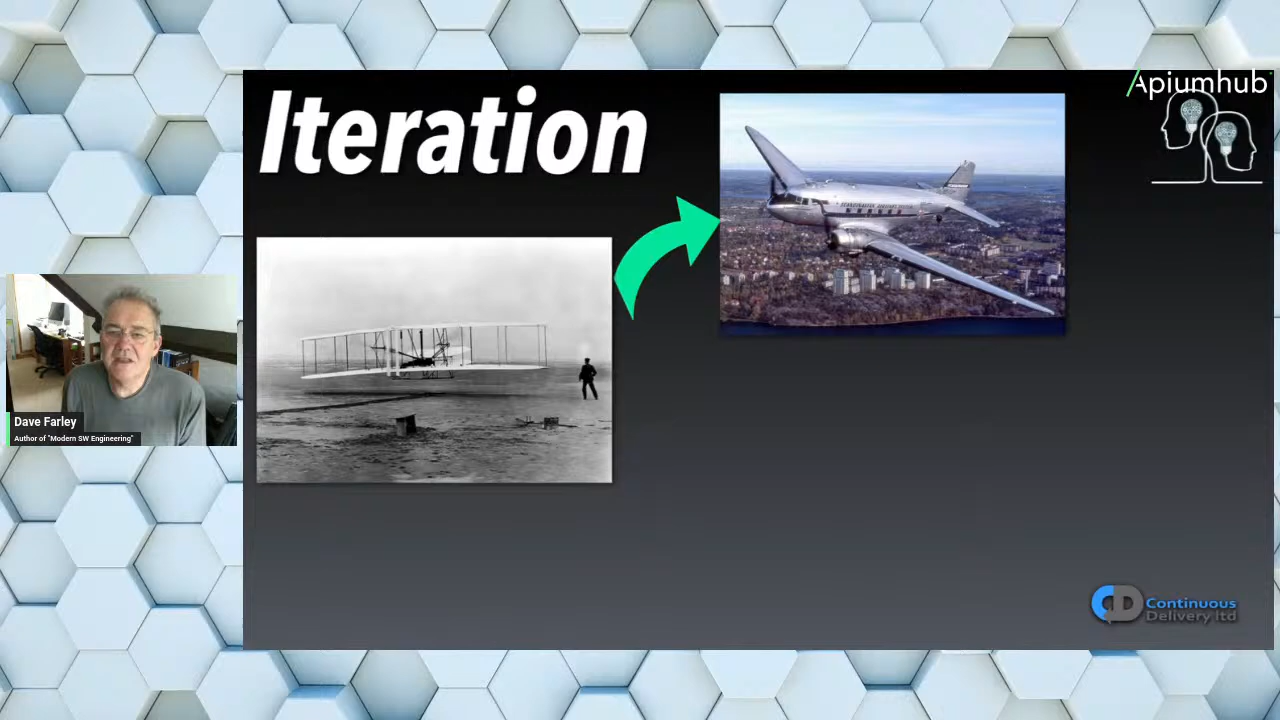 Apiumhub
Iteration
Dave Farley
Author of "Modern SW Engineering"
Continuous
Delivery ltd